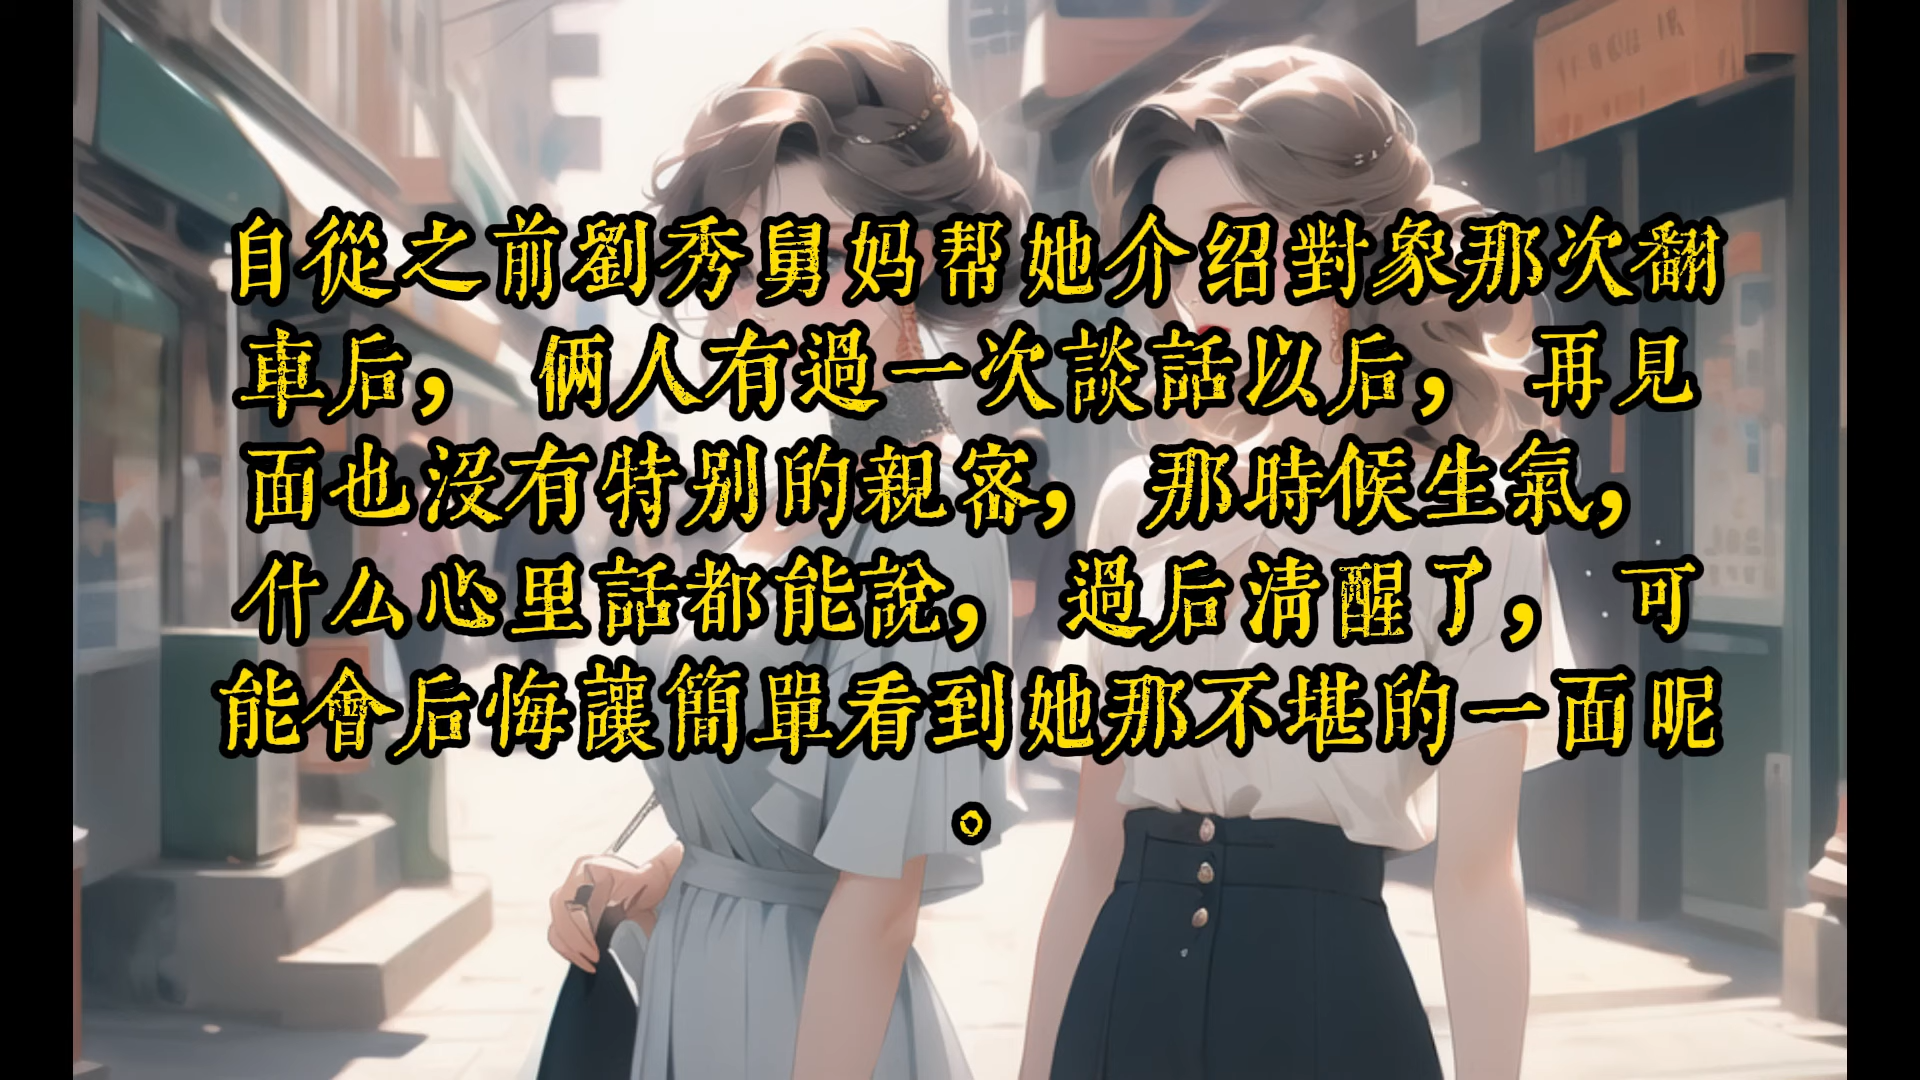 自從之前劉秀舅妈帮她介绍對象那次翻
車后，俩人有過一次談話以后，再見
面也沒有特别的親密，那時候生氣，
什么心里話都能說，過后清醒了，可
能會后悔讓簡單看到她那不堪的一面呢
。